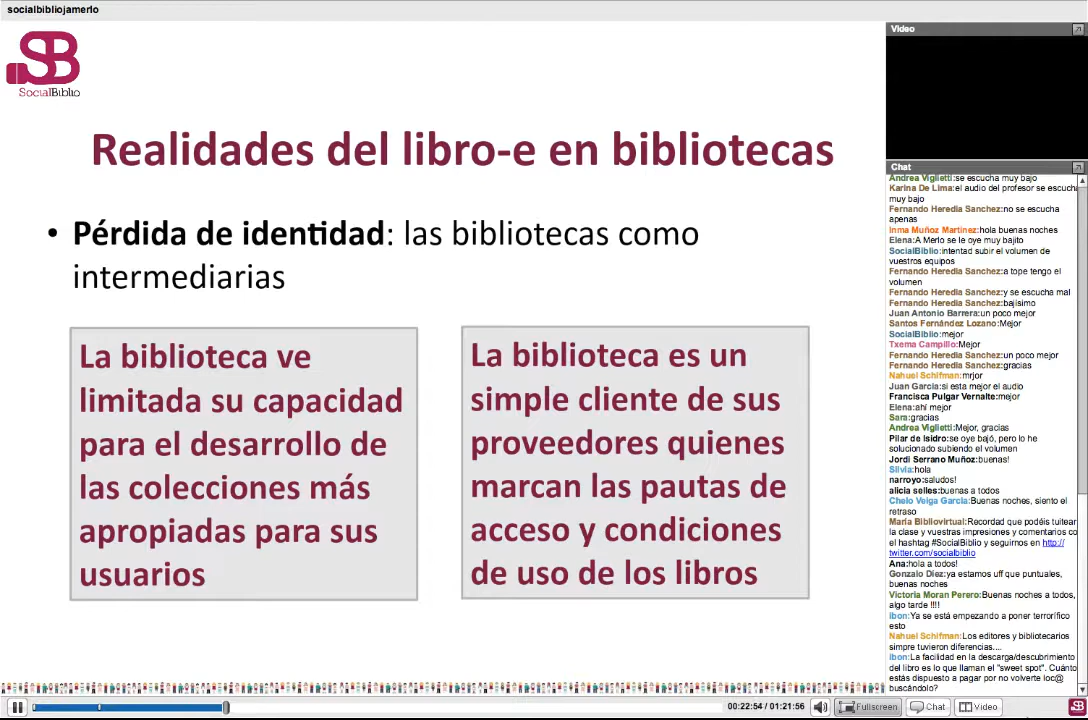 socialbibliojamerlo
SB
SocialBiblio
Realidades del libro-e en bibliotecas
• Pérdida de identidad: las bibliotecas como
intermediarias
La biblioteca ve
limitada su capacidad
para el desarrollo de
las colecciones más
apropiadas para sus
usuarios
La biblioteca es un
simple cliente de sus
proveedores quienes
marcan las pautas de
acceso y condiciones
de uso de los libros
Video
Chat
Andrea Viglietti:se escucha muy bajo
Karina De Lima:el audio del profesor se escucha
muy bajo
Fernando Heredia Sanchez:no se escucha
apenas
Inma Muñoz Martinez:hola buenas noches
Elena:A Merlo se le oye muy bajito
SocialBiblio:intentad subir el volumen de
vuestros equipos
Fernando Heredia Sanchez:a tope tengo el
volumen
Fernando Heredia Sanchez:y se escucha mal
Fernando Heredia Sanchez:bajísimo
Juan Antonio Barrera:un poco mejor
Santos Fernández Lozano:Mejor
SocialBiblio:mejor
Txema Campillo:Mejor
Fernando Heredia Sanchez:un poco mejor
Fernando Heredia Sanchez:gracias
Nahuel Schifman:mrjor
Juan Garcia:si esta mejor el audio
Francisca Pulgar Vernalte:mejor
Elena:ahí mejor
Sara:gracias
Andrea Viglietti:Mejor, gracias
Pilar de Isidro:se oye bajó, pero lo he
solucionado subiendo el volumen
Jordi Serrano Muñoz:buenas!
Silvia:hola
narroyo:saludos!
alicia selles:buenas a todos
Chelo Veiga Garcia:Buenas noches, siento el
retraso
María Bibliovirtual:Recordad que podéis tuitear
la clase y vuestras impresiones y comentarios co
el hashtag #SocialBiblio y seguirnos en http://
twitter.com/socialbiblio
Ana:hola a todos!
Gonzalo Díez:ya estamos uff que puntuales,
buenas noches
Victoria Moran Perero:Buenas noches a todos,
algo tarde !!!!
ibon:Ya se está empezando a poner terrorífico
esto
Nahuel Schifman:Los editores y bibliotecarios
simpre tuvieron diferencias....
ibon:La facilidad en la descarga/descubrimiento
del libro es lo que llaman el "sweet spot". Cuánto
estás dispuesto a pagar por no volverte loc@
buscándolo?
00:22:54 / 01:21:56
Fullscreen
Chat
Video
SB